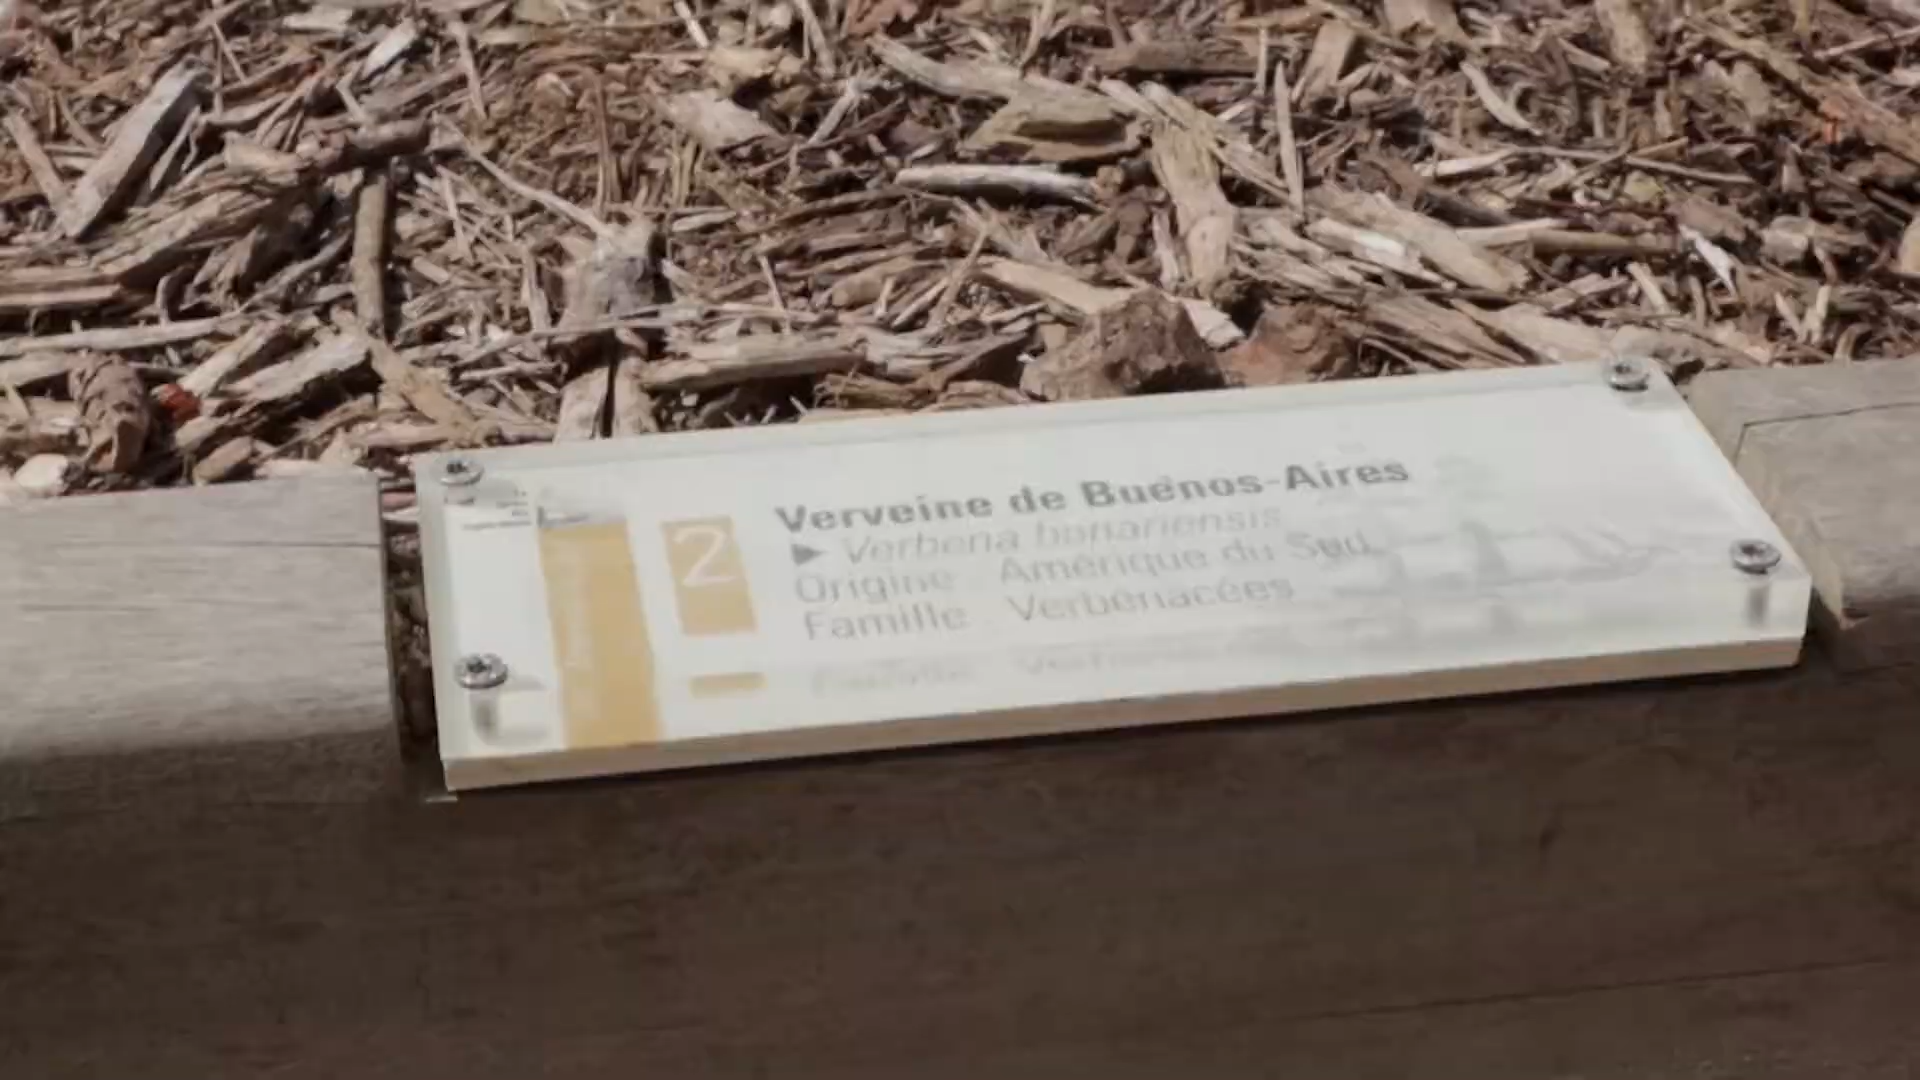 2
Verveine de Buenos-Aires
► Verbena bonariensis
Origine : Amérique du Sud
Famille : Verbénacées